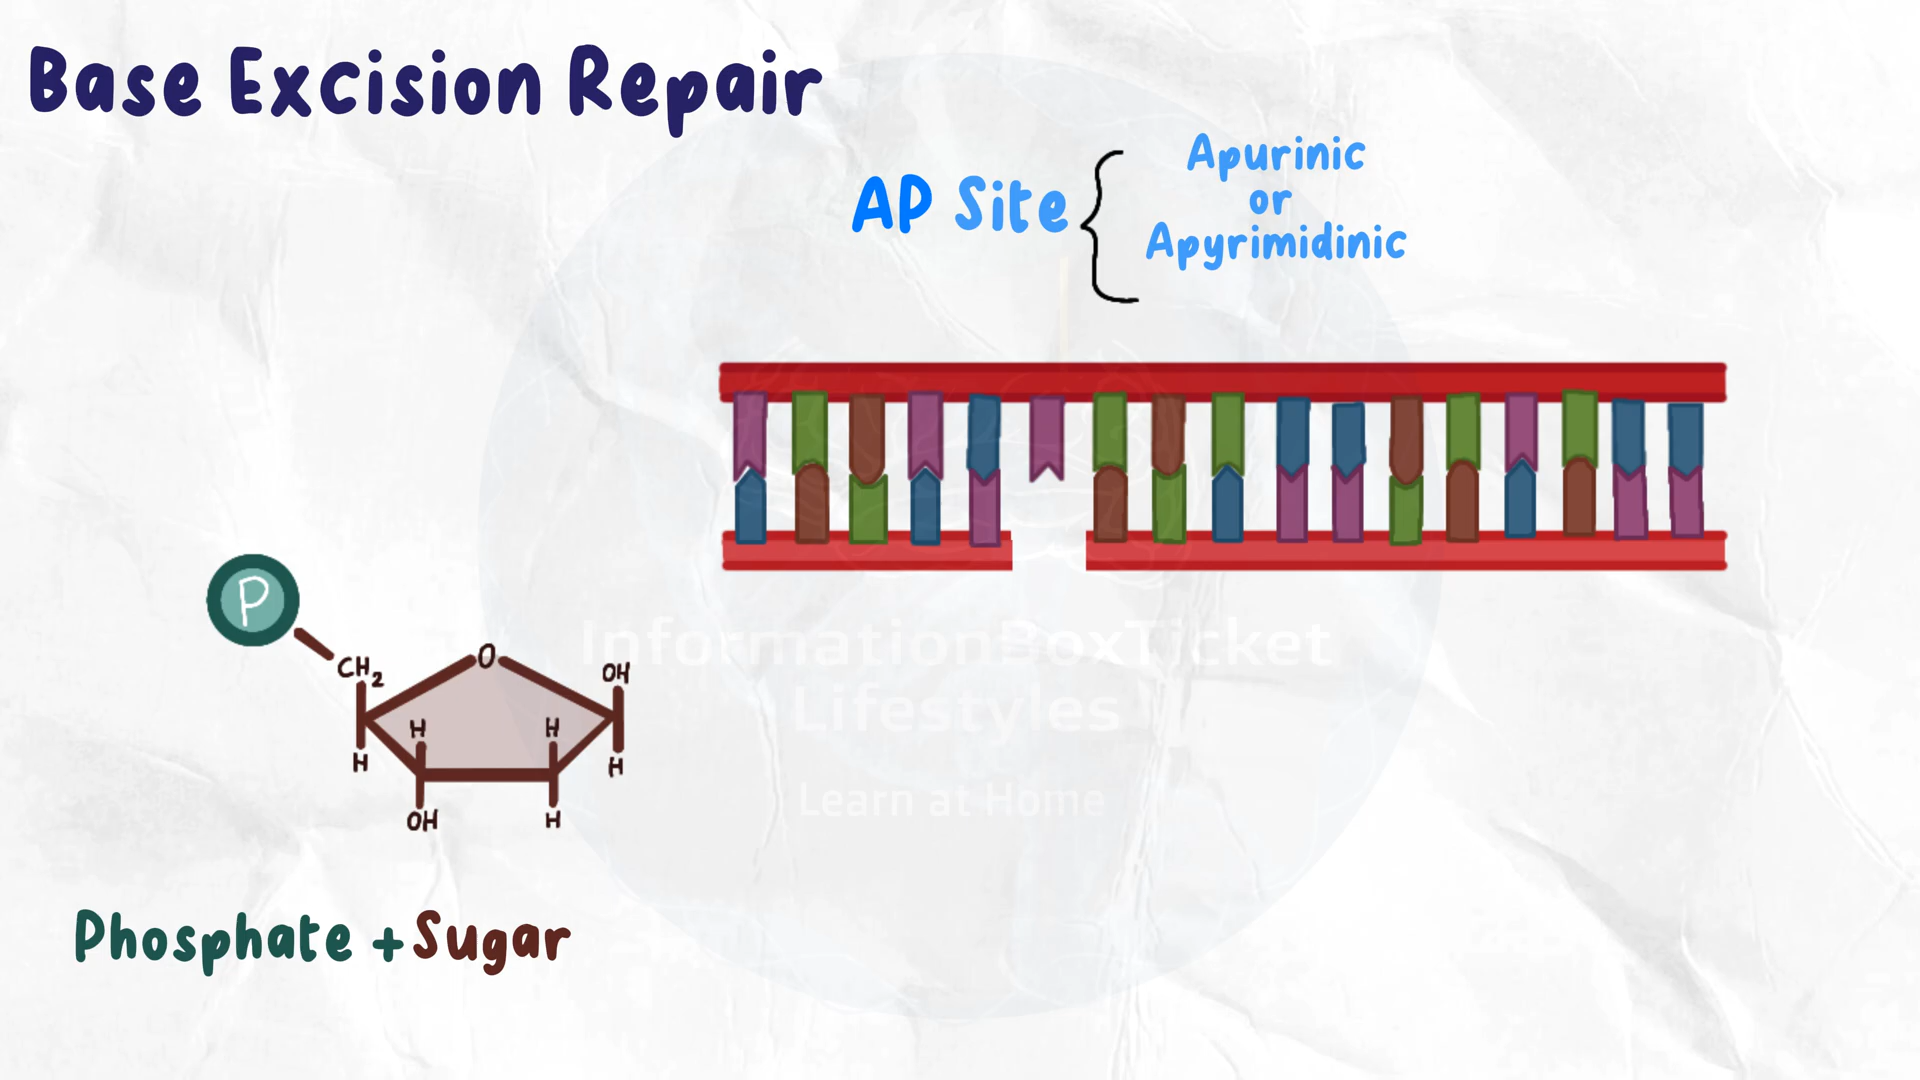 Base Excision Repair
AP Site
Apurinic
or
Apyrimidinic
P
CH2
O
OH
H
H
H
H
OH
H
Phosphate + Sugar
InformationBoxTicket
Lifestyles
Learn at Home